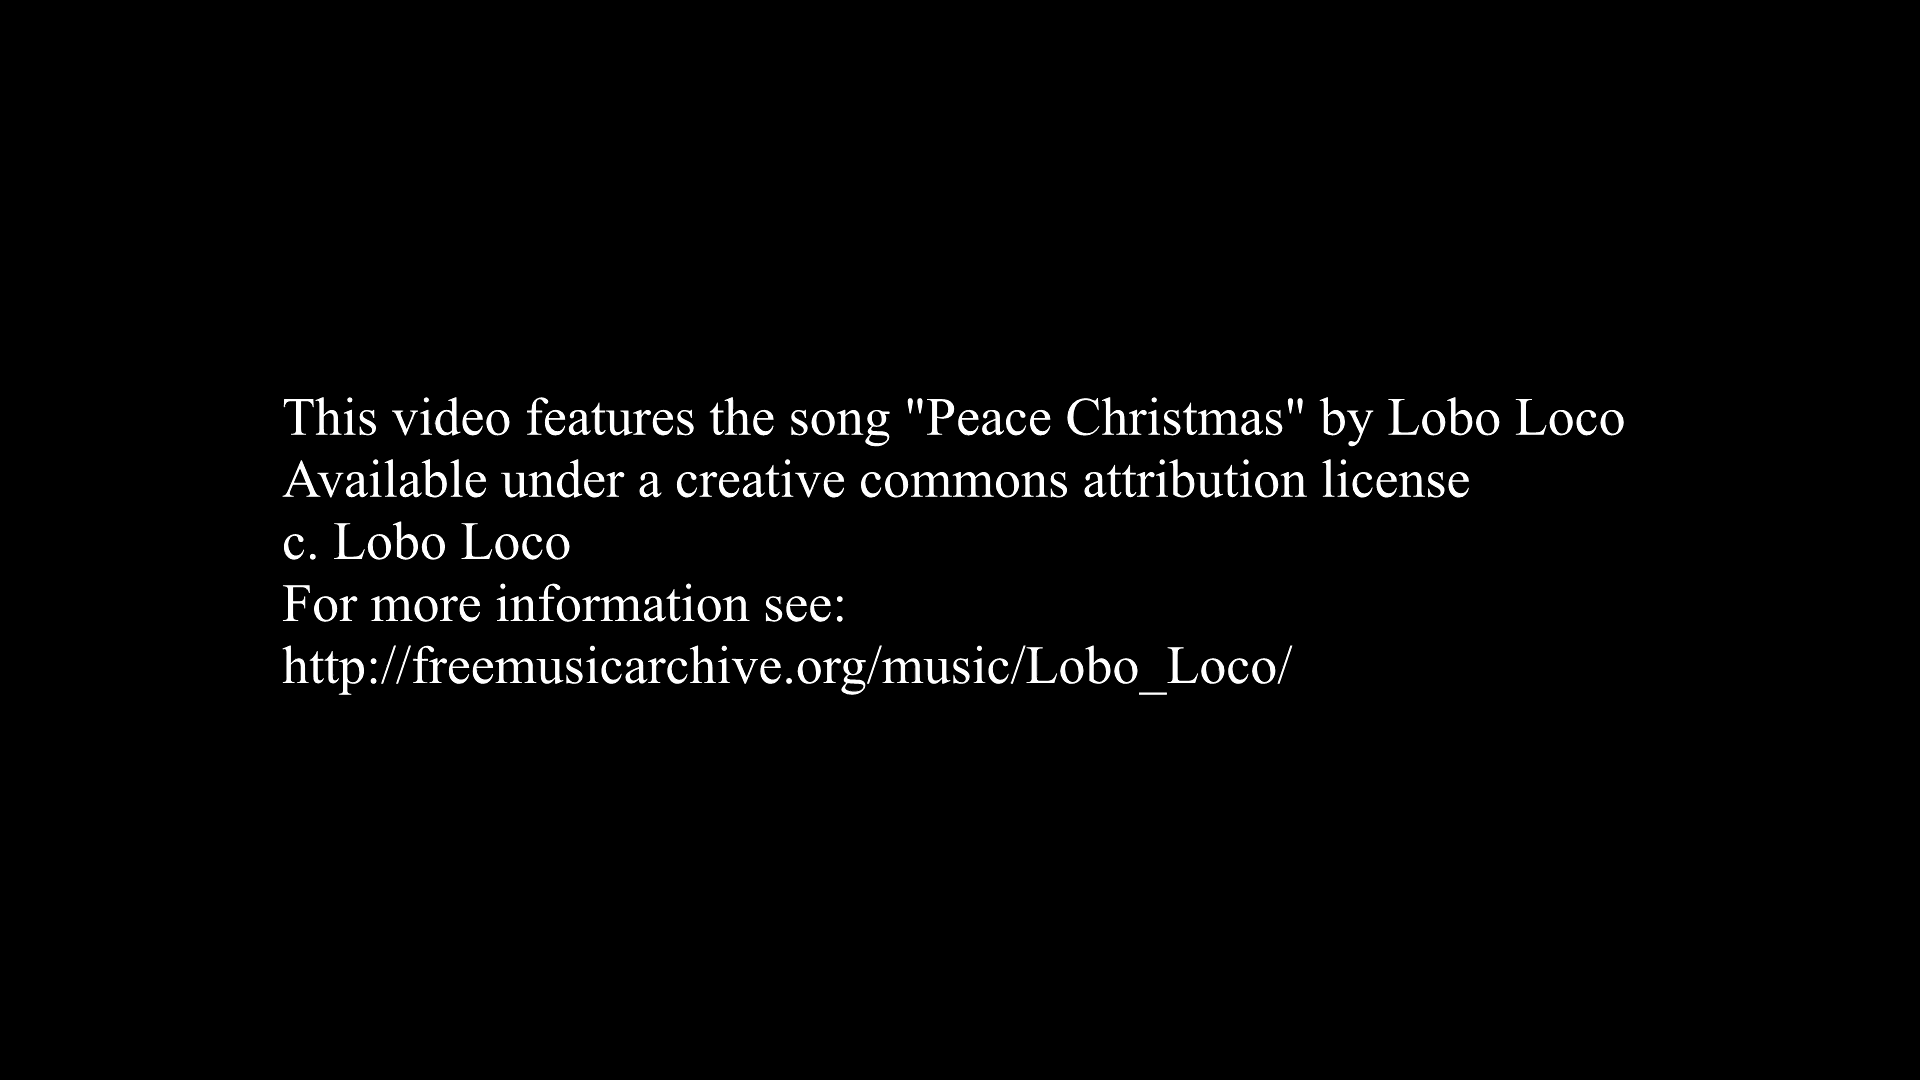 This video features the song "Peace Christmas" by Lobo Loco
Available under a creative commons attribution license
c. Lobo Loco
For more information see:
http://freemusicarchive.org/music/Lobo_Loco/